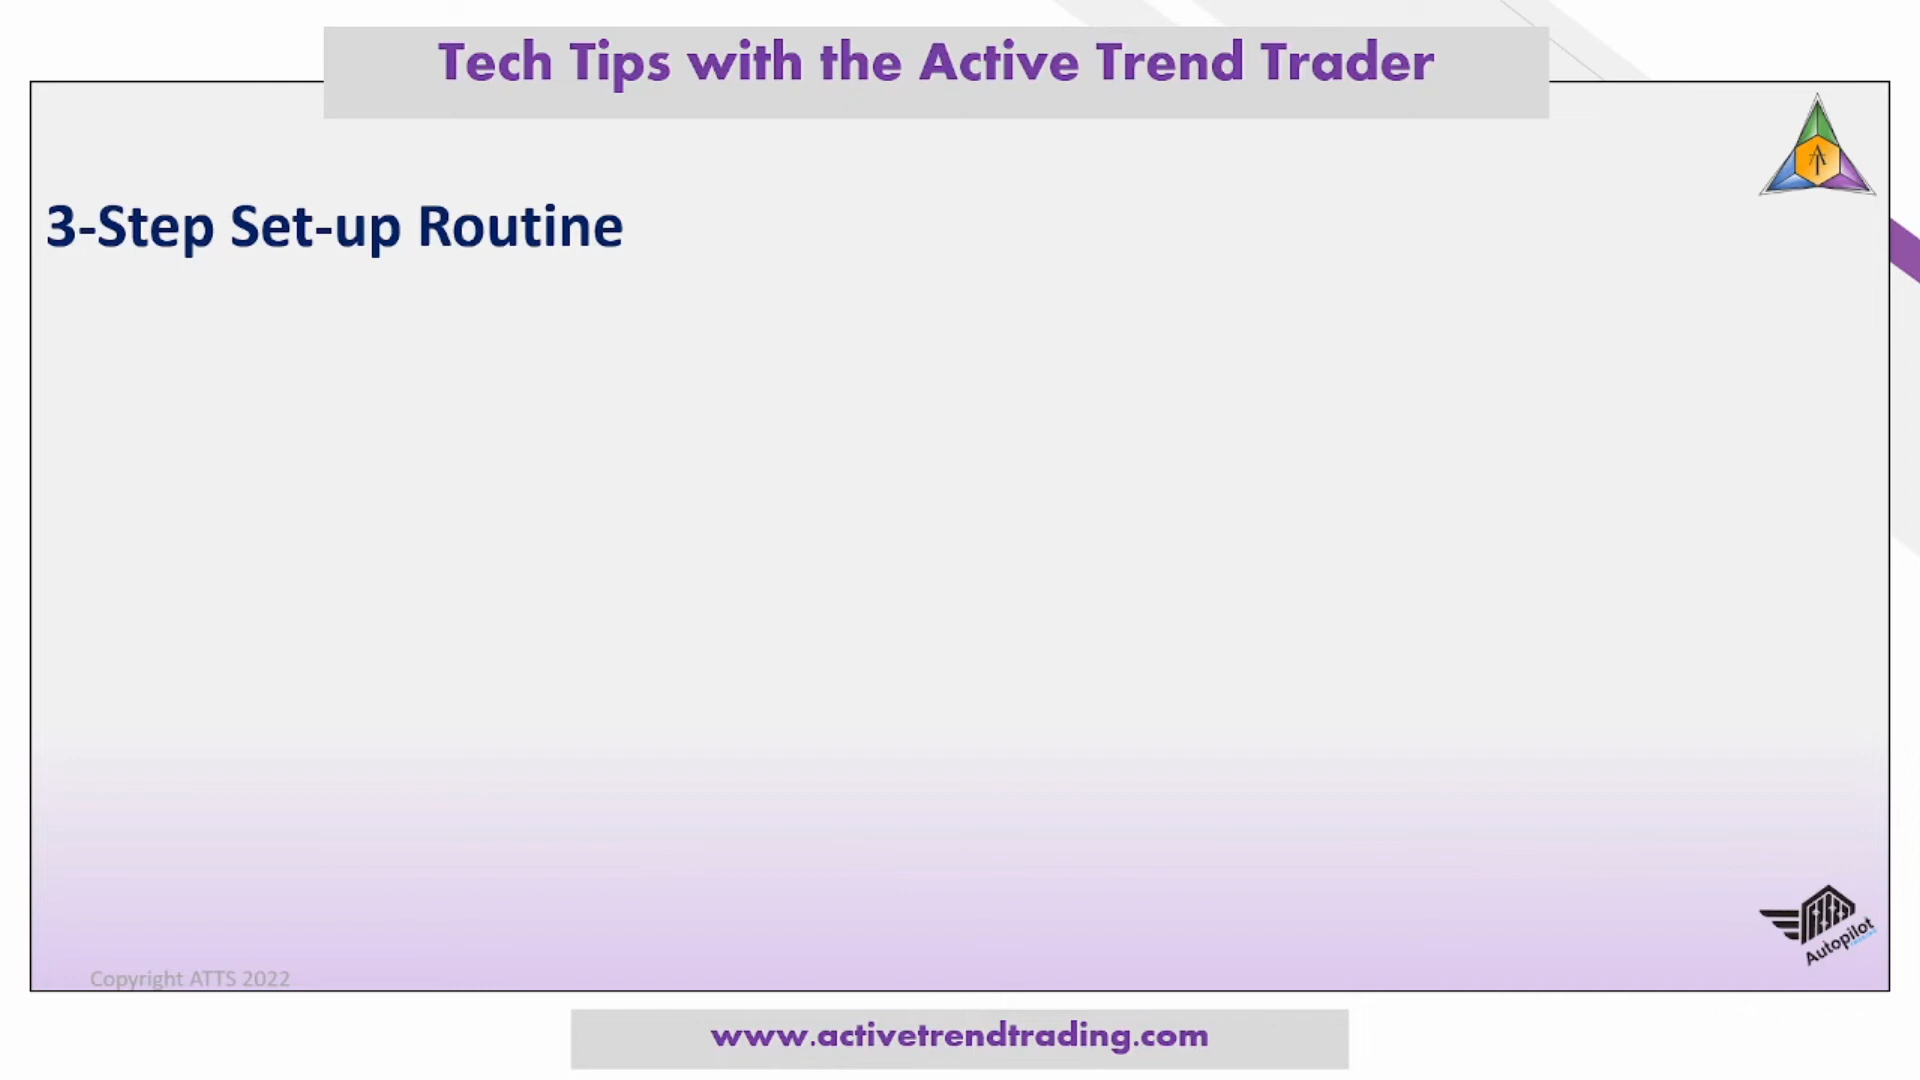 Tech Tips with the Active Trend Trader
3-Step Set-up Routine
Autopilot
Copyright ATTS 2022
www.activetrendtrading.com